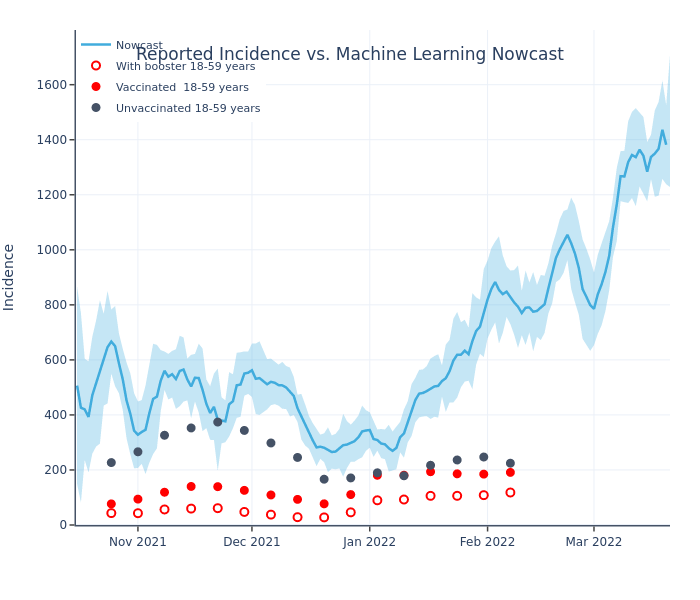 Reported Incidence vs. Machine Learning Nowcast
Nowcast
With booster 18-59 years
Vaccinated  18-59 years
Unvaccinated 18-59 years
Incidence
1600
1400
1200
1000
800
600
400
200
0
Nov 2021
Dec 2021
Jan 2022
Feb 2022
Mar 2022